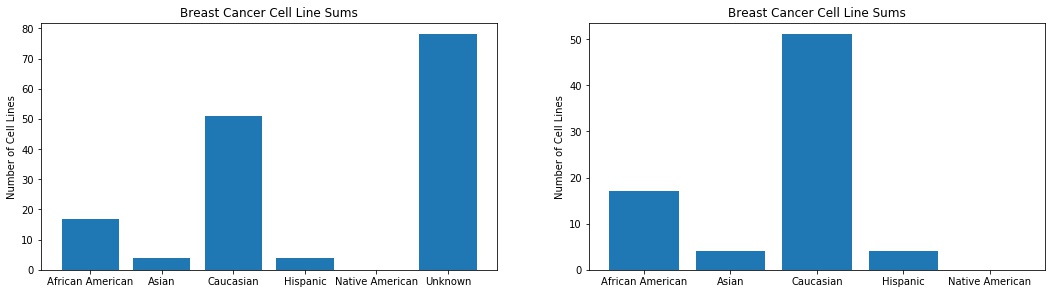 Breast Cancer Cell Line Sums
Number of Cell Lines
80
70
60
50
40
30
20
10
0
African American Asian Caucasian Hispanic Native American Unknown
Breast Cancer Cell Line Sums
Number of Cell Lines
50
40
30
20
10
0
African American Asian Caucasian Hispanic Native American